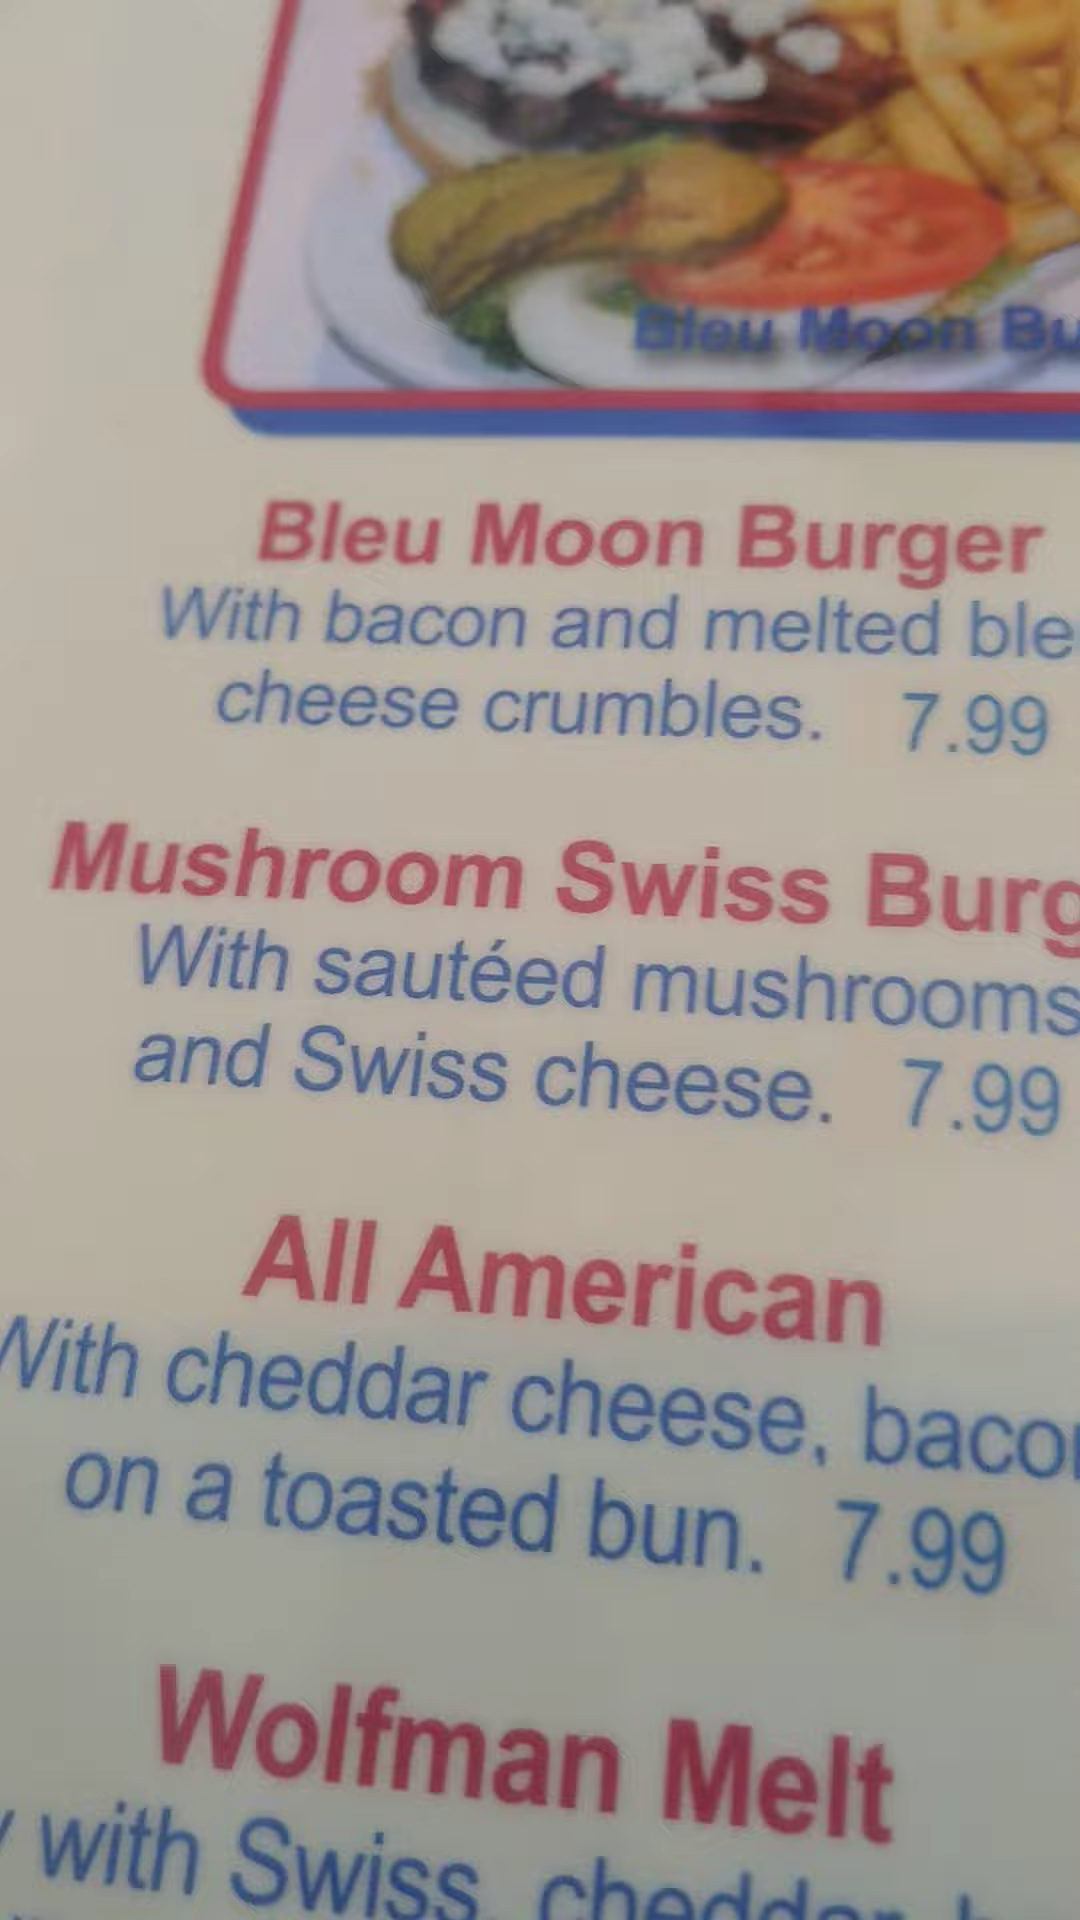 Bleu Moon Bu
Bleu Moon Burger
With bacon and melted ble
cheese crumbles. 7.99
Mushroom Swiss Burg
With sautéed mushrooms
and Swiss cheese. 7.99
All American
With cheddar cheese, bacon
on a toasted bun. 7.99
Wolfman Melt
y with Swiss, cheddar, b